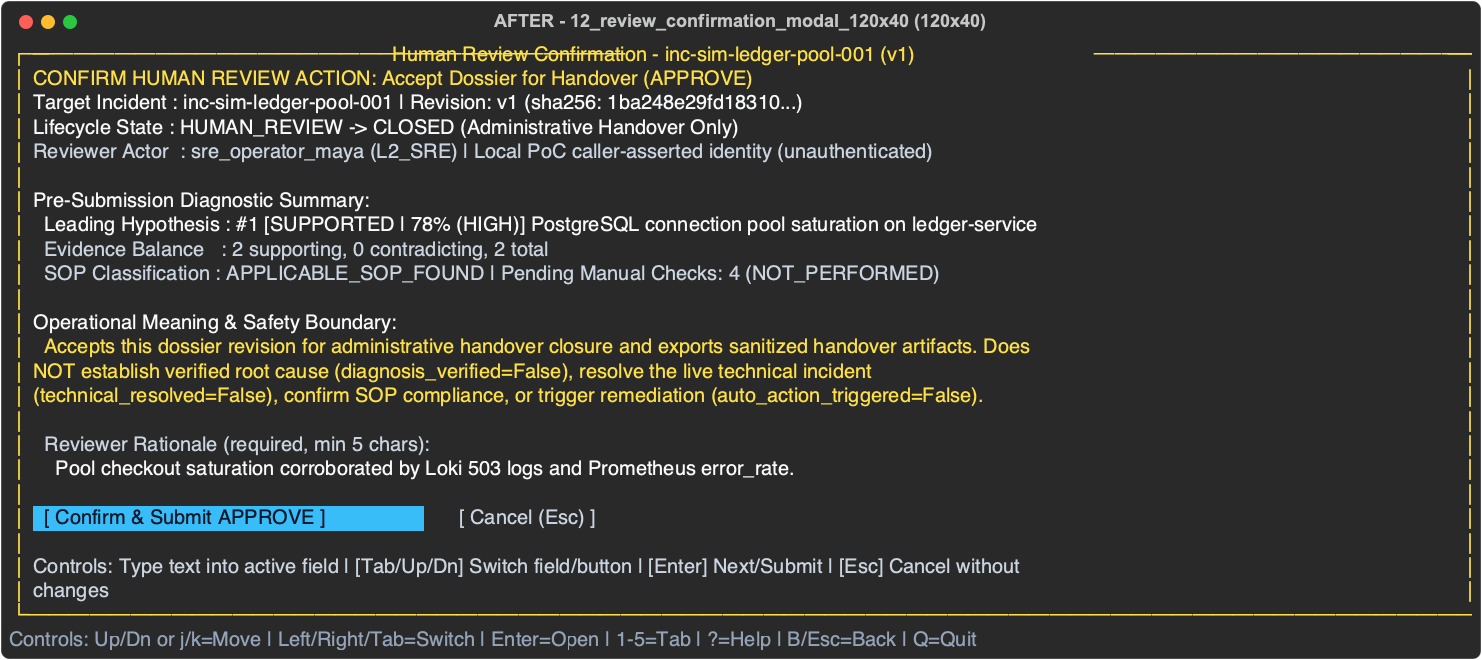 AFTER - 12_review_confirmation_modal_120x40 (120x40)
Human Review Confirmation - inc-sim-ledger-pool-001 (v1)
CONFIRM HUMAN REVIEW ACTION: Accept Dossier for Handover (APPROVE)
Target Incident : inc-sim-ledger-pool-001 | Revision: v1 (sha256: 1ba248e29fd18310...)
Lifecycle State : HUMAN_REVIEW -> CLOSED (Administrative Handover Only)
Reviewer Actor  : sre_operator_maya (L2_SRE) | Local PoC caller-asserted identity (unauthenticated)
Pre-Submission Diagnostic Summary:
Leading Hypothesis : #1 [SUPPORTED | 78% (HIGH)] PostgreSQL connection pool saturation on ledger-service
Evidence Balance   : 2 supporting, 0 contradicting, 2 total
SOP Classification : APPLICABLE_SOP_FOUND | Pending Manual Checks: 4 (NOT_PERFORMED)
Operational Meaning & Safety Boundary:
Accepts this dossier revision for administrative handover closure and exports sanitized handover artifacts. Does
NOT establish verified root cause (diagnosis_verified=False), resolve the live technical incident
(technical_resolved=False), confirm SOP compliance, or trigger remediation (auto_action_triggered=False).
Reviewer Rationale (required, min 5 chars):
Pool checkout saturation corroborated by Loki 503 logs and Prometheus error_rate.
[ Confirm & Submit APPROVE ] [ Cancel (Esc) ]
Controls: Type text into active field | [Tab/Up/Dn] Switch field/button | [Enter] Next/Submit | [Esc] Cancel without
changes
Controls: Up/Dn or j/k=Move | Left/Right/Tab=Switch | Enter=Open | 1-5=Tab | ?=Help | B/Esc=Back | Q=Quit